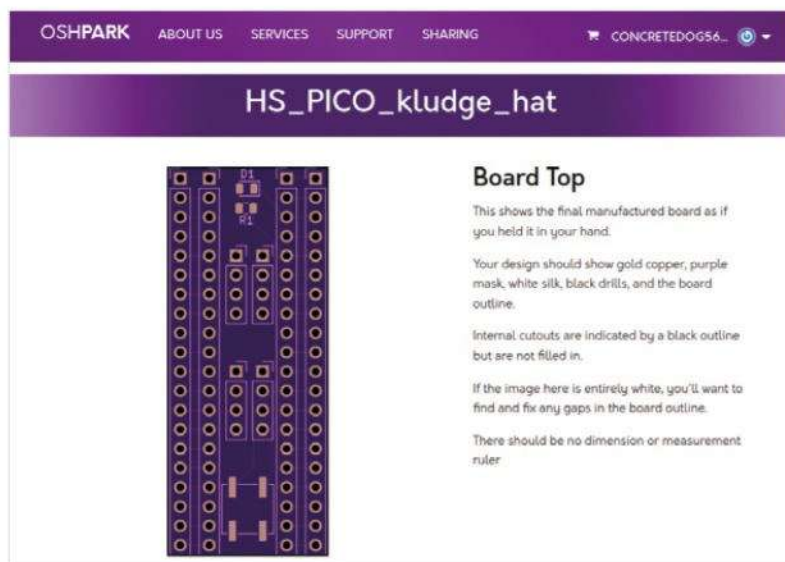 OSHPARK ABOUT US SERVICES SUPPORT SHARING CONCRETEDOG56...
HS_PICO_kludge_hat
D1
R1
Board Top
This shows the final manufactured board as if
you held it in your hand.
Your design should show gold copper, purple
mask, white silk, black drills, and the board
outline.
Internal cutouts are indicated by a black outline
but are not filled in.
If the image here is entirely white, you'll want to
find and fix any gaps in the board outline.
There should be no dimension or measurement
ruler